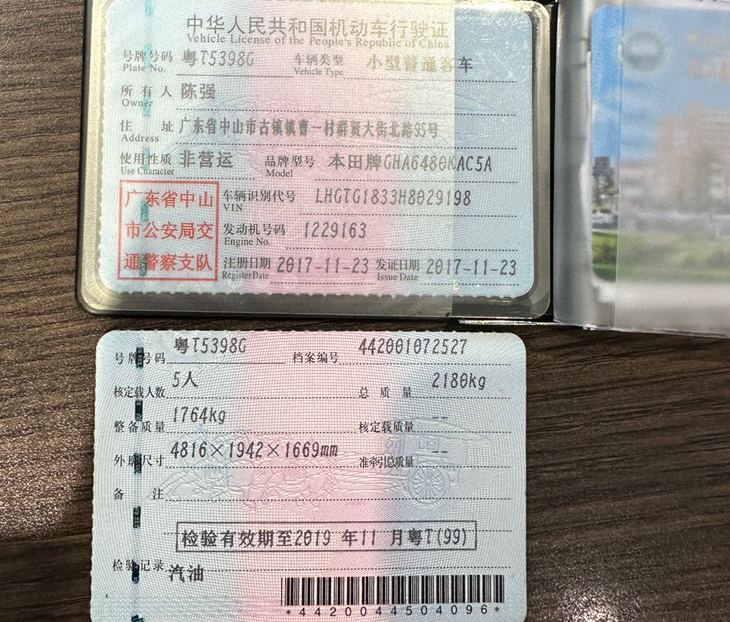 中华人民共和国机动车行驶证
Vehicle License of the People's Republic of China
号牌号码 粤T5398G 车辆类型 小型普通客车
Plate No. Vehicle Type
所有人 陈强
Owner
住 址 广东省中山市古镇镇曹一村群贤大街北路35号
Address
使用性质 非营运 品牌型号 本田牌GHA6480KAC5A
Use Character Model
广东省中山 车辆识别代号 LHGTG1833H8029198
VIN
市公安局交 发动机号码 1229163
Engine No.
通警察支队 注册日期 2017-11-23 发证日期 2017-11-23
Register Date Issue Date
号牌号码 粤T5398G 档案编号 442001072527
核定载人数 5人 总 质 量 2180kg
整备质量 1764kg 核定载质量 --
外廓尺寸 4816×1942×1669mm 准牵引总质量 --
备 注
检验有效期至2019 年11 月粤T(99)
检验记录
汽油
*4420044504096*